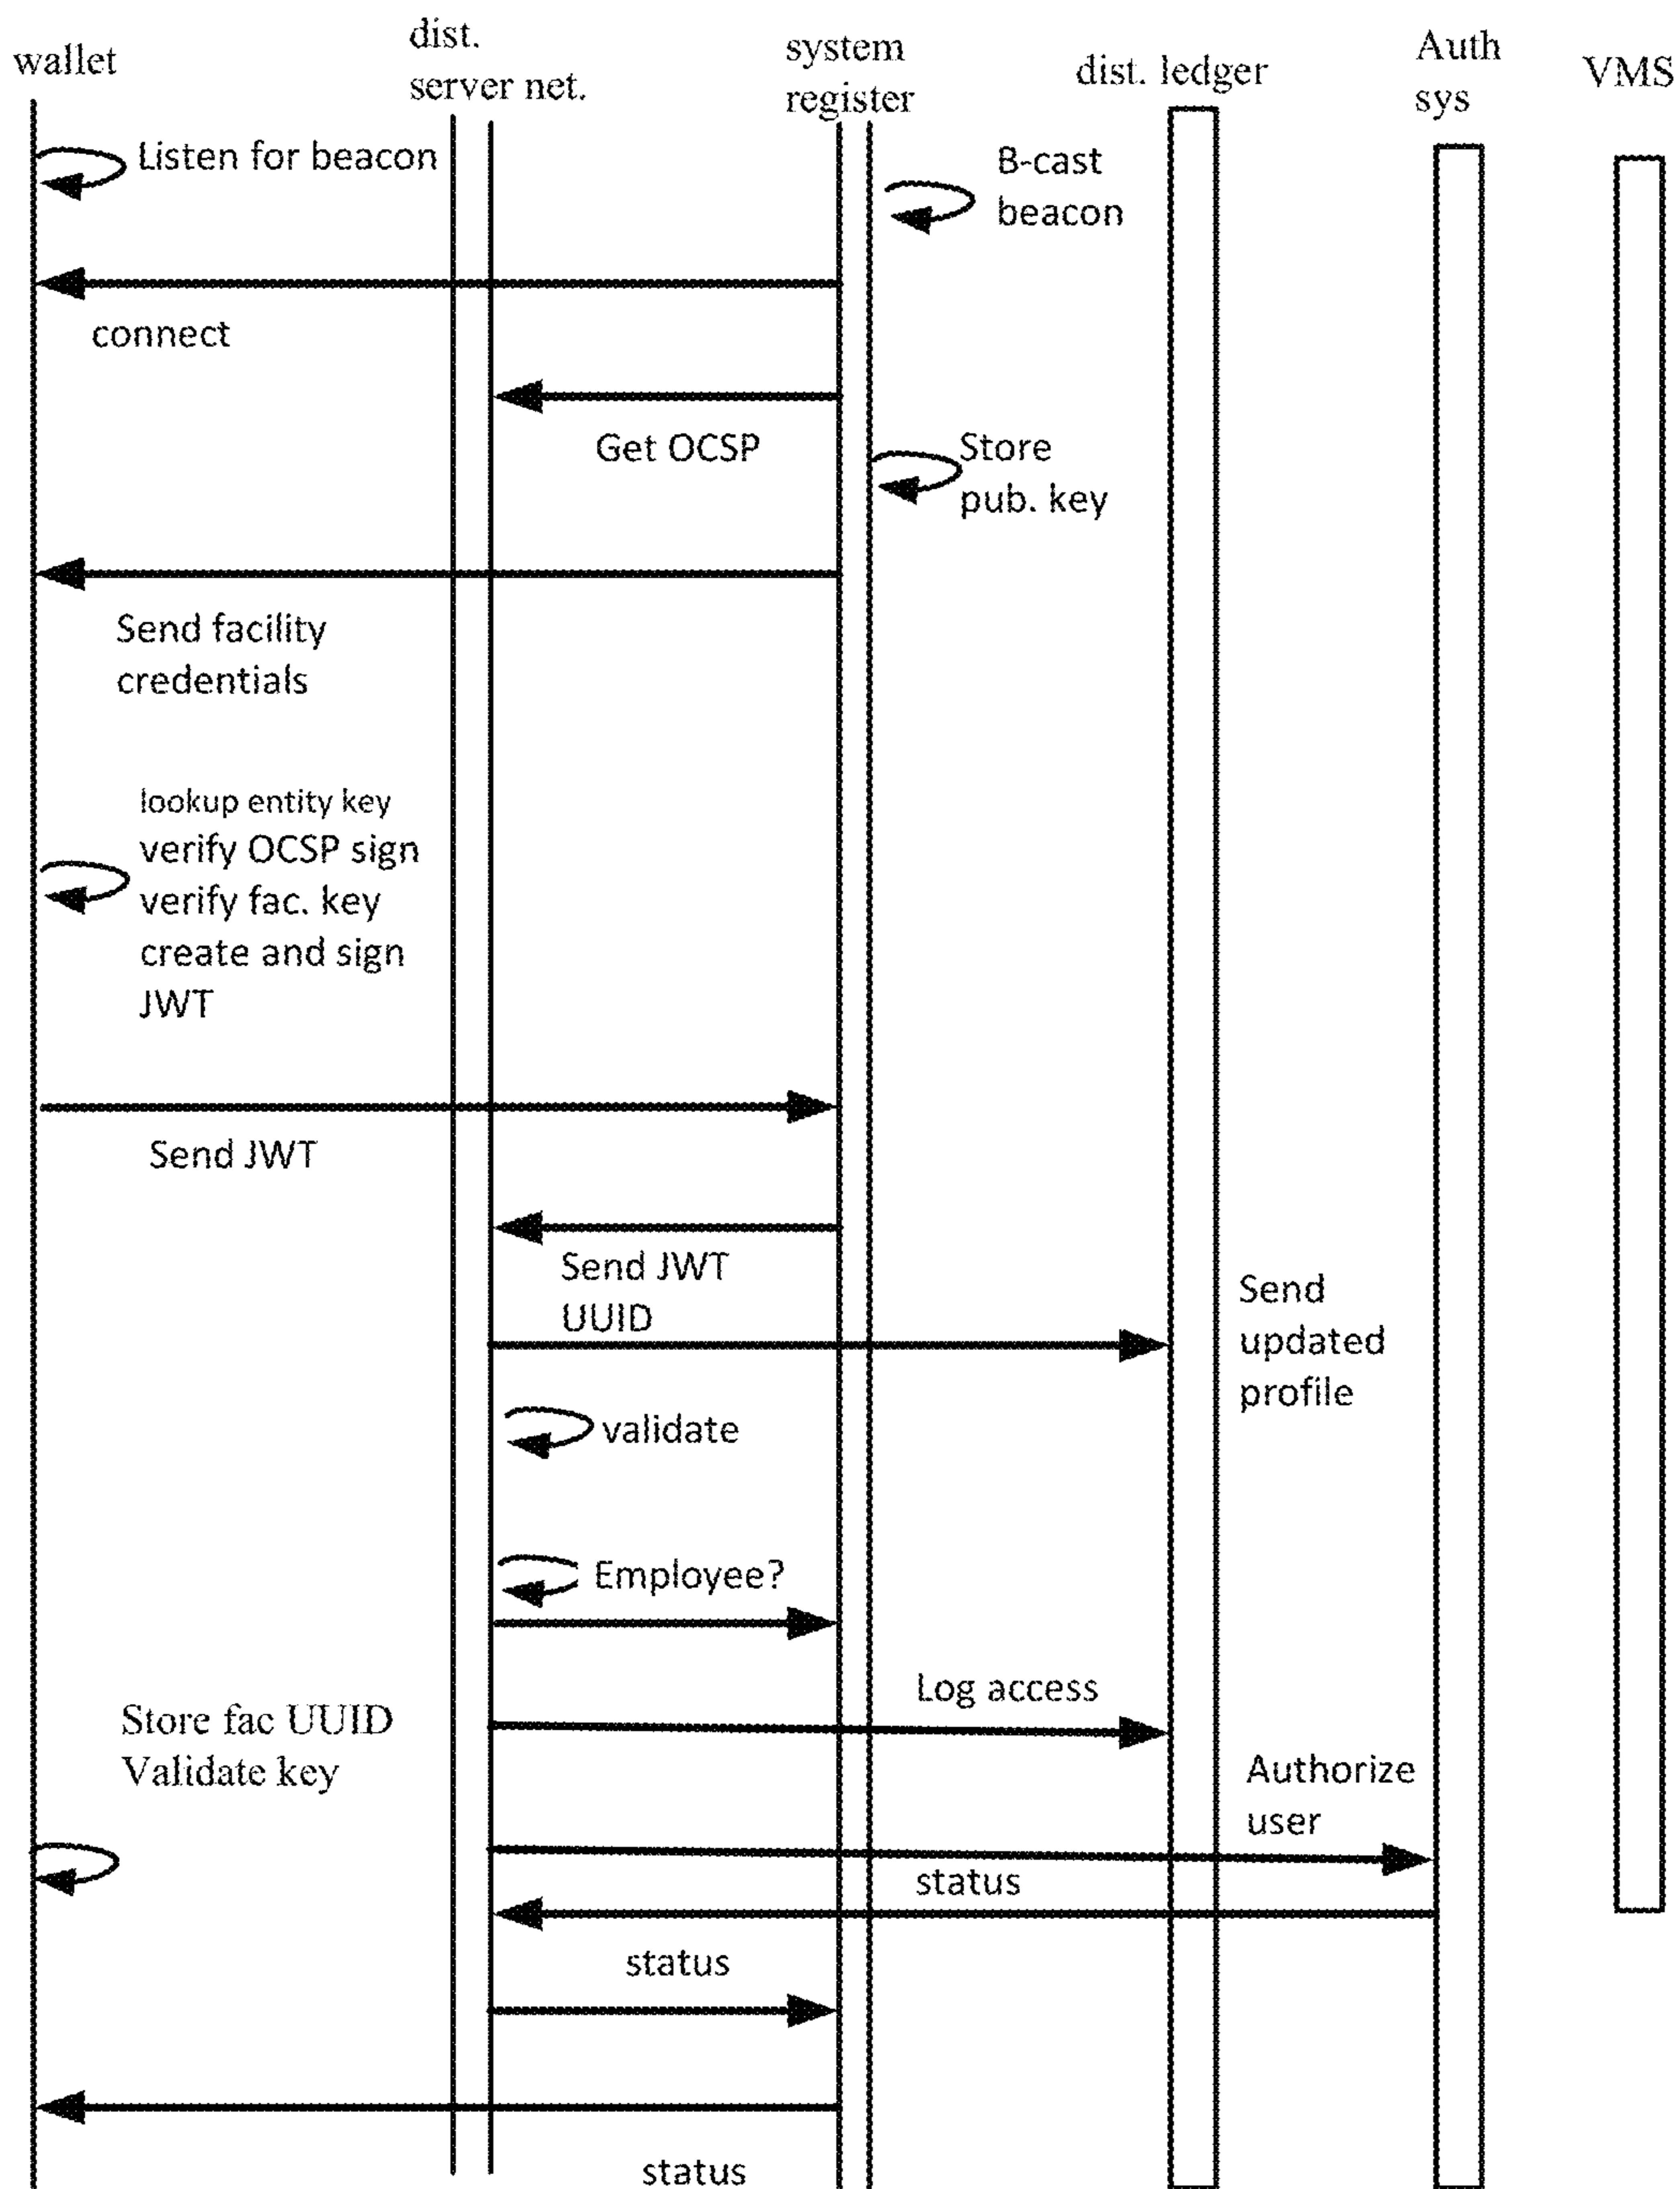 wallet
dist.
server net.
system
register
dist. ledger
Auth
sys
VMS
Listen for beacon
B-cast
beacon
connect
Get OCSP
Store
pub. key
Send facility
credentials
lookup entity key
verify OCSP sign
verify fac. key
create and sign
JWT
Send JWT
Send JWT
UUID
Send
updated
profile
validate
Employee?
Log access
Store fac UUID
Validate key
Authorize
user
status
status
status